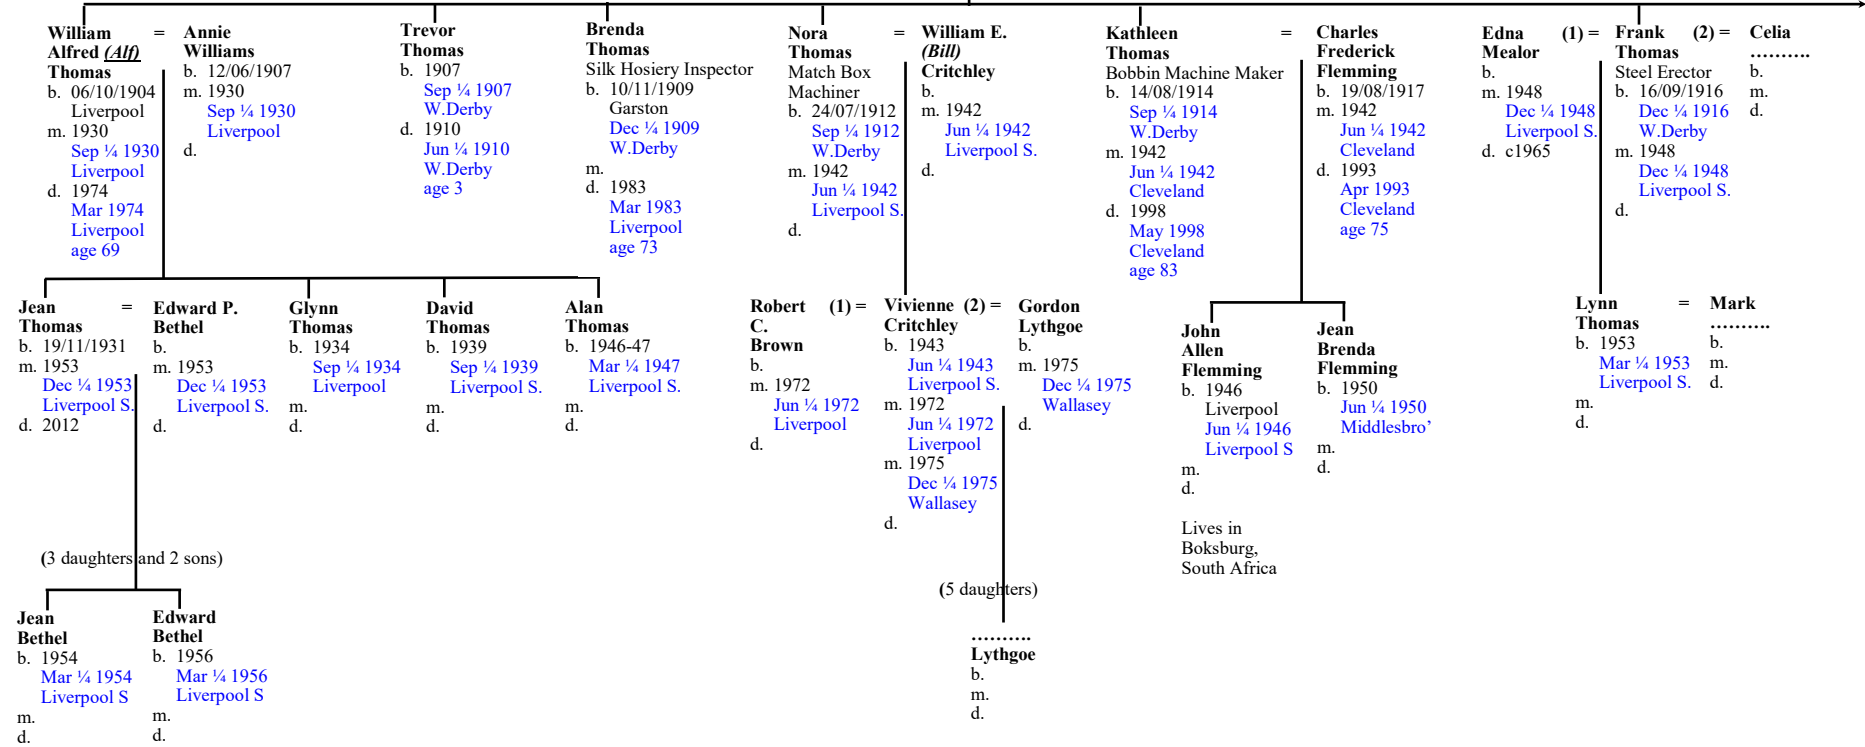 William =
Alfred (Alf)
Thomas
b. 06/10/1904
Liverpool
m. 1930
Sep ¼ 1930
Liverpool
d. 1974
Mar 1974
Liverpool
age 69
Annie
Williams
b. 12/06/1907
m. 1930
Sep ¼ 1930
Liverpool
d.
Trevor
Thomas
b. 1907
Sep ¼ 1907
W.Derby
d. 1910
Jun ¼ 1910
W.Derby
age 3
Brenda
Thomas
Silk Hosiery Inspector
b. 10/11/1909
Garston
Dec ¼ 1909
W.Derby
m.
d. 1983
Mar 1983
Liverpool
age 73
Nora =
Thomas
Match Box
Machiner
b. 24/07/1912
Sep ¼ 1912
W.Derby
m. 1942
Jun ¼ 1942
Liverpool S.
d.
William E.
(Bill)
Critchley
b.
m. 1942
Jun ¼ 1942
Liverpool S.
d.
Kathleen =
Thomas
Bobbin Machine Maker
b. 14/08/1914
Sep ¼ 1914
W.Derby
m. 1942
Jun ¼ 1942
Cleveland
d. 1998
May 1998
Cleveland
age 83
Charles
Frederick
Flemming
b. 19/08/1917
m. 1942
Jun ¼ 1942
Cleveland
d. 1993
Apr 1993
Cleveland
age 75
Edna (1) =
Mealor
b.
m. 1948
Dec ¼ 1948
Liverpool S.
d. c1965
Frank (2) =
Thomas
Steel Erector
b. 16/09/1916
Dec ¼ 1916
W.Derby
m. 1948
Dec ¼ 1948
Liverpool S.
d.
Celia
……….
b.
m.
d.
Jean =
Thomas
b. 19/11/1931
m. 1953
Dec ¼ 1953
Liverpool S.
d. 2012
Edward P.
Bethel
b.
m. 1953
Dec ¼ 1953
Liverpool S.
d.
Glynn
Thomas
b. 1934
Sep ¼ 1934
Liverpool
m.
d.
David
Thomas
b. 1939
Sep ¼ 1939
Liverpool S.
m.
d.
Alan
Thomas
b. 1946-47
Mar ¼ 1947
Liverpool S.
m.
d.
Robert (1) =
C.
Brown
b.
m. 1972
Jun ¼ 1972
Liverpool
d.
Vivienne (2) =
Critchley
b. 1943
Jun ¼ 1943
Liverpool S.
m. 1972
Jun ¼ 1972
Liverpool
m. 1975
Dec ¼ 1975
Wallasey
d.
Gordon
Lythgoe
b.
m. 1975
Dec ¼ 1975
Wallasey
d.
John
Allen
Flemming
b. 1946
Liverpool
Jun ¼ 1946
Liverpool S
m.
d.
Lives in
Boksburg,
South Africa
Jean
Brenda
Flemming
b. 1950
Jun ¼ 1950
Middlesbro’
m.
d.
Lynn =
Thomas
b. 1953
Mar ¼ 1953
Liverpool S.
m.
d.
Mark
……….
b.
m.
d.
(3 daughters and 2 sons)
(5 daughters)
Jean
Bethel
b. 1954
Mar ¼ 1954
Liverpool S
m.
d.
Edward
Bethel
b. 1956
Mar ¼ 1956
Liverpool S
m.
d.
……….
Lythgoe
b.
m.
d.